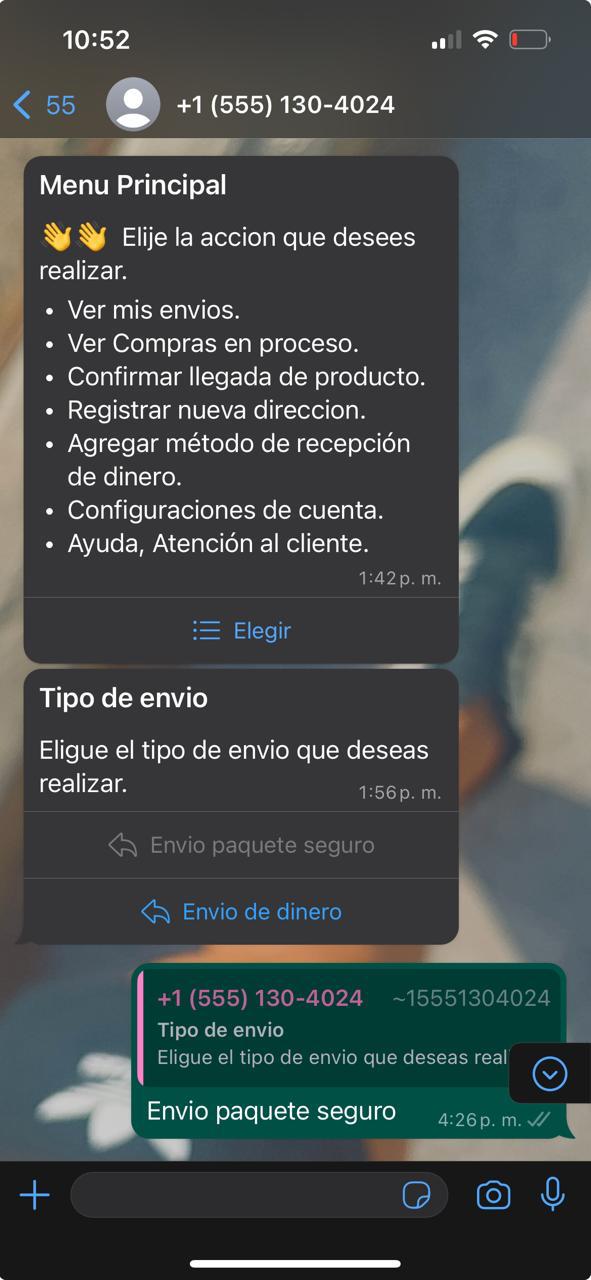 10:52
55
+1 (555) 130-4024
Menu Principal
👋👋 Elije la accion que desees
realizar.
• Ver mis envios.
• Ver Compras en proceso.
• Confirmar llegada de producto.
• Registrar nueva direccion.
• Agregar método de recepción
de dinero.
• Configuraciones de cuenta.
• Ayuda, Atención al cliente.
1:42 p. m.
Elegir
Tipo de envio
Eligue el tipo de envio que deseas
realizar.
1:56 p. m.
Envio paquete seguro
Envio de dinero
+1 (555) 130-4024 ~15551304024
Tipo de envio
Eligue el tipo de envio que deseas real
Envio paquete seguro
4:26 p. m.